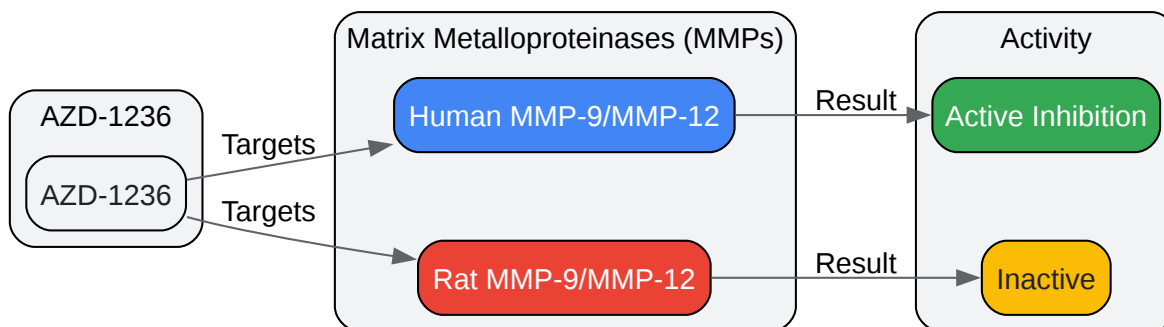 AZD-1236
AZD-1236
Targets
Targets
Matrix Metalloproteinases (MMPs)
Human MMP-9/MMP-12
Rat MMP-9/MMP-12
Result
Result
Activity
Active Inhibition
Inactive